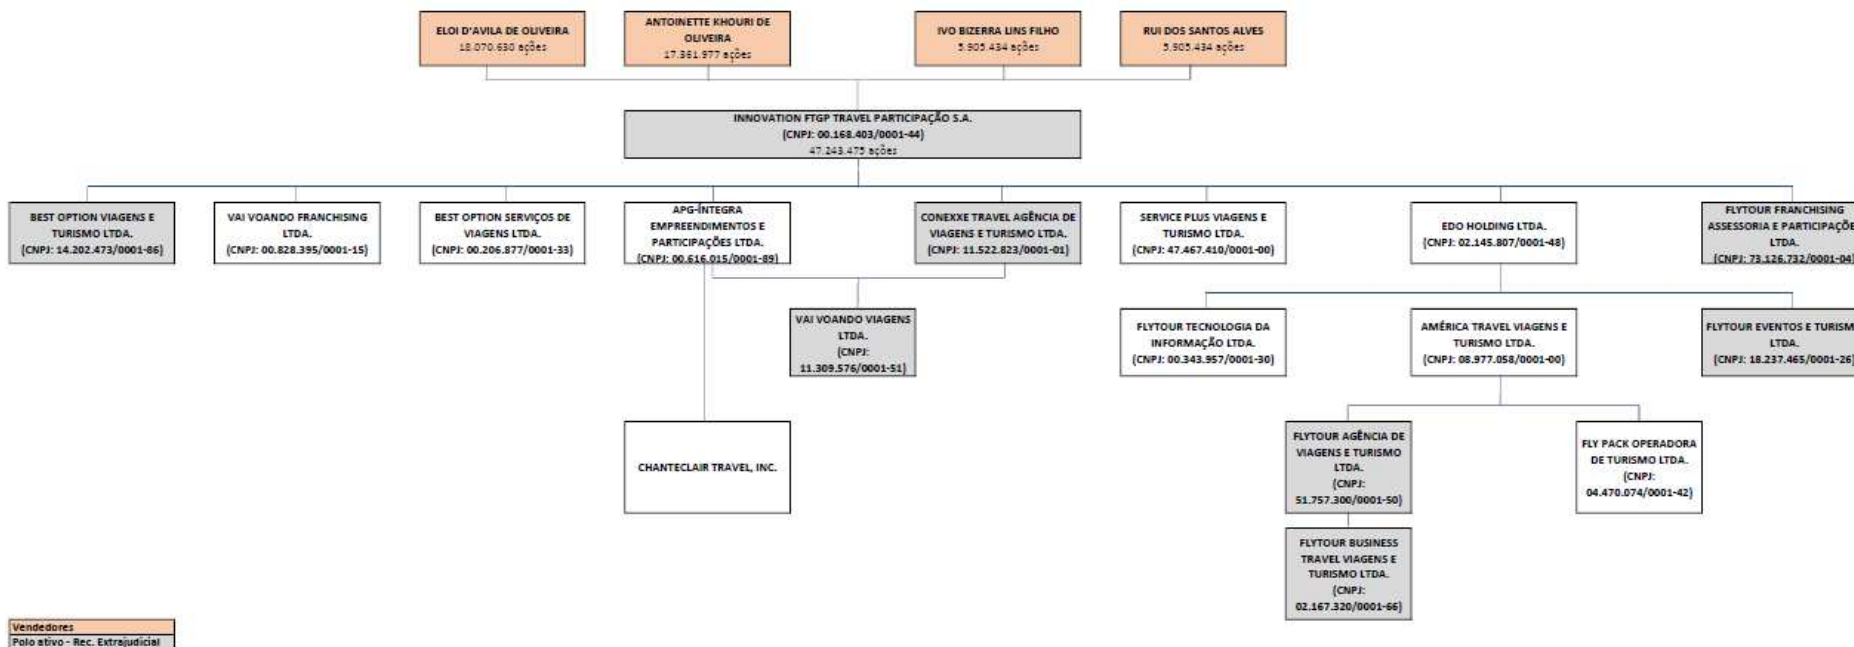 ELOI D'AVILA DE OLIVEIRA
18.070.630 ações
ANTOINETTE KHOURI DE
OLIVEIRA
17.361.977 ações
IVO BIZERRA LINS FILHO
5.905.434 ações
RUI DOS SANTOS ALVES
5.905.434 ações
INNOVATION FTGP TRAVEL PARTICIPAÇÃO S.A.
(CNPJ: 00.168.403/0001-44)
47.243.475 ações
BEST OPTION VIAGENS E
TURISMO LTDA.
(CNPJ: 14.202.473/0001-86)
VAI VOANDO FRANCHISING
LTDA.
(CNPJ: 00.828.395/0001-15)
BEST OPTION SERVIÇOS DE
VIAGENS LTDA.
(CNPJ: 00.206.877/0001-33)
APG-ÍNTEGRA
EMPREENDIMENTOS E
PARTICIPAÇÕES LTDA.
(CNPJ: 00.616.015/0001-89)
CONEXXE TRAVEL AGÊNCIA DE
VIAGENS E TURISMO LTDA.
(CNPJ: 11.522.823/0001-01)
SERVICE PLUS VIAGENS E
TURISMO LTDA.
(CNPJ: 47.467.410/0001-00)
EDO HOLDING LTDA.
(CNPJ: 02.145.807/0001-48)
FLYTOUR FRANCHISING
ASSESSORIA E PARTICIPAÇÕE
LTDA.
(CNPJ: 73.126.732/0001-04)
VAI VOANDO VIAGENS
LTDA.
(CNPJ:
11.309.576/0001-51)
FLYTOUR TECNOLOGIA DA
INFORMAÇÃO LTDA.
(CNPJ: 00.343.957/0001-30)
AMÉRICA TRAVEL VIAGENS E
TURISMO LTDA.
(CNPJ: 08.977.058/0001-00)
FLYTOUR EVENTOS E TURISM
LTDA.
(CNPJ: 18.237.465/0001-26)
CHANTECLAIR TRAVEL, INC.
FLYTOUR AGÊNCIA DE
VIAGENS E TURISMO
LTDA.
(CNPJ:
51.757.300/0001-50)
FLY PACK OPERADORA
DE TURISMO LTDA.
(CNPJ:
04.470.074/0001-42)
FLYTOUR BUSINESS
TRAVEL VIAGENS E
TURISMO LTDA.
(CNPJ:
02.167.320/0001-66)
Vendedores
Polo ativo - Rec. Extrajudicial